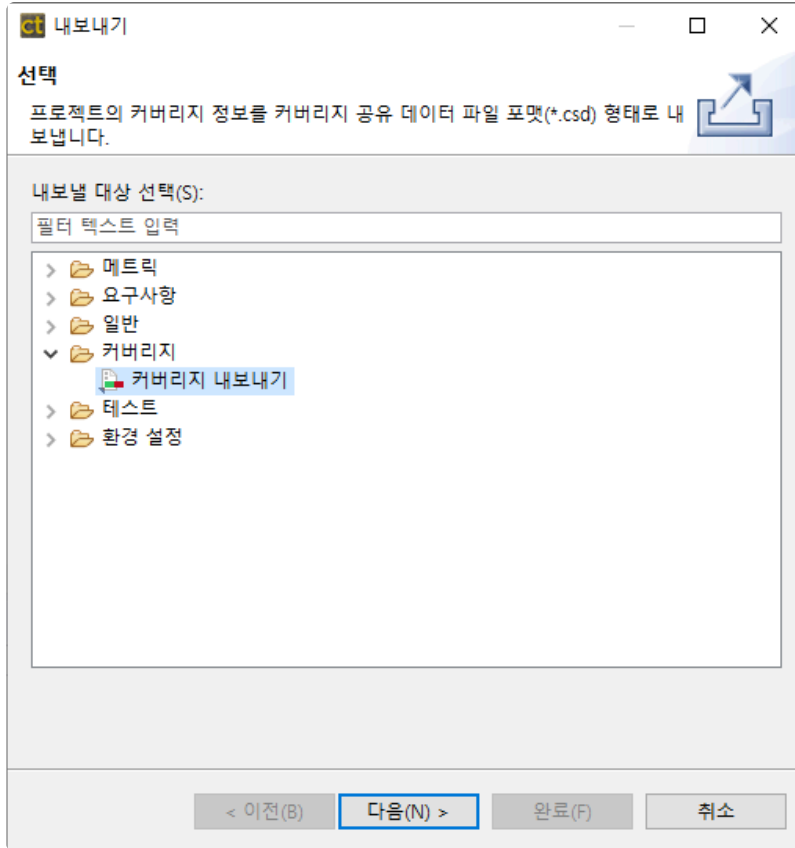 ct 내보내기
선택
프로젝트의 커버리지 정보를 커버리지 공유 데이터 파일 포맷(*.csd) 형태로 내
보냅니다.
내보낼 대상 선택(S):
필터 텍스트 입력
메트릭
요구사항
일반
커버리지
커버리지 내보내기
테스트
환경 설정
< 이전(B) 다음(N) > 완료(F) 취소